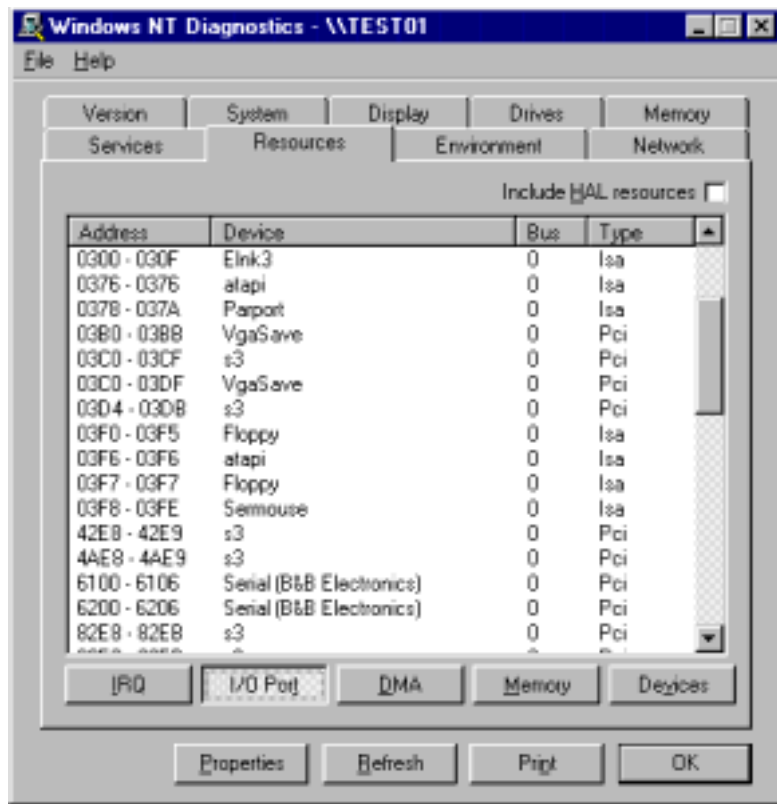 Windows NT Diagnostics - \\TEST01
File Help
Version System Display Drives Memory
Services Resources Environment Network
Include HAL resources
Address Device Bus Type
0300 - 030F Elnk3 0 Isa
0376 - 0376 atapi 0 Isa
0378 - 037A Parport 0 Isa
03B0 - 03BB VgaSave 0 Pci
03C0 - 03CF s3 0 Pci
03C0 - 03DF VgaSave 0 Pci
03D4 - 03DB s3 0 Pci
03F0 - 03F5 Floppy 0 Isa
03F6 - 03F6 atapi 0 Isa
03F7 - 03F7 Floppy 0 Isa
03F8 - 03FE Sermouse 0 Isa
42E8 - 42E9 s3 0 Pci
4AE8 - 4AE9 s3 0 Pci
6100 - 6106 Serial (B&B Electronics) 0 Pci
6200 - 6206 Serial (B&B Electronics) 0 Pci
82E8 - 82EB s3 0 Pci
IRQ I/O Port DMA Memory Devices
Properties Refresh Print OK